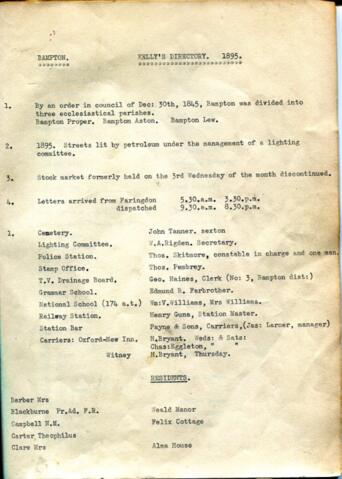 BAMPTON. KELLY'S DIRECTORY. 1895.
1. By an order in council of Dec: 30th, 1845, Bampton was divided into
three ecclesiastical parishes.
Bampton Proper, Bampton Aston. Bampton Lew.
2. 1895. Streets lit by petroleum under the management of a lighting
committee.
3. Stock market formerly held on the 3rd Wednesday of the month discontinued.
4. Letters arrived from Faringdon 5.30.a.m. 3.30.p.m.
dispatched 9.30.a.m. 8.30.p.m.
1. Cemetery. John Tanner, sexton
Lighting Committee. W.A.Rigden. Secretary.
Police Station. Thos. Skitmore, constable in charge and one man.
Stamp Office. Thos. Pembrey.
T.V. Drainage Board. Geo. Haines, Clerk (No: 3, Bampton dist:)
Grammar School. Edmund R. Farbrother.
National School (174 a.t.) Wm:V.Williams, Mrs Williams.
Railway Station. Henry Gunn, Station Master.
Station Bar Payne & Sons, Carriers,(Jas: Larner, manager)
Carriers: Oxford-New Inn. H.Bryant. Weds: & Sats:
Chas:Eggleton, " "
Witney H.Bryant, Thursday.
RESIDENTS.
Barber Mrs
Blackburne Pr.Ad. F.R. Weald Manor
Campbell N.M. Felix Cottage
Carter Theophilus
Clare Mrs Alma House